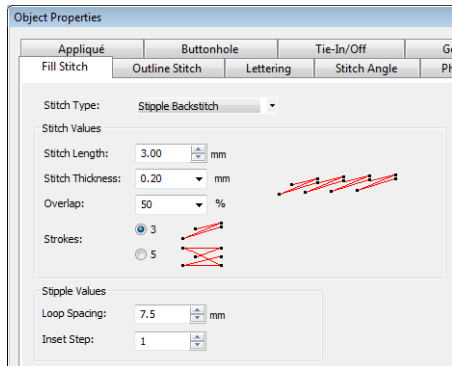 Object Properties
Appliqué Buttonhole Tie-In/Off
Fill Stitch Outline Stitch Lettering Stitch Angle
Stitch Type: Stipple Backstitch
Stitch Values
Stitch Length: 3.00 mm
Stitch Thickness: 0.20 mm
Overlap: 50 %
Strokes: 3
5
Stipple Values
Loop Spacing: 7.5 mm
Inset Step: 1